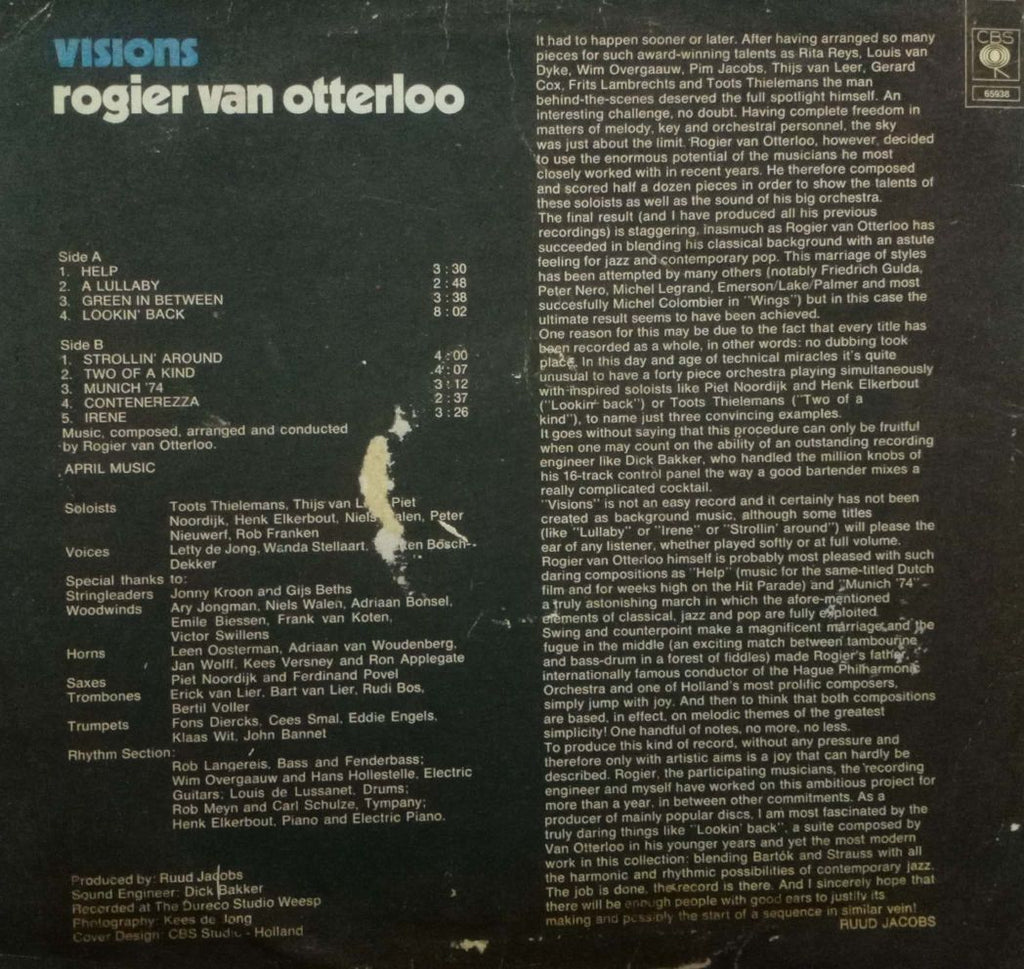 VISIONS
rogier van otterloo
Side A
1. HELP 3:30
2. A LULLABY 2:48
3. GREEN IN BETWEEN 3:38
4. LOOKIN' BACK 8:02
Side B
1. STROLLIN' AROUND 4:00
2. TWO OF A KIND 4:07
3. MUNICH '74 3:12
4. CONTENEREZZA 2:37
5. IRENE 3:26
Music, composed, arranged and conducted
by Rogier van Otterloo.
APRIL MUSIC
Soloists Toots Thielemans, Thijs van Piet
Noordijk, Henk Elkerbout, Niels Peter
Nieuwerf, Rob Franken
Voices Letty de Jong, Wanda Stellaart, Bosch-
Dekker
Special thanks to:
Stringleaders Jonny Kroon and Gijs Beths
Woodwinds Ary Jongman, Niels Walen, Adriaan Bonsel,
Emile Biessen, Frank van Koten,
Victor Swillens
Horns Leen Oosterman, Adriaan van Woudenberg,
Jan Wolff, Kees Versney and Ron Applegate
Saxes Piet Noordijk and Ferdinand Povel
Trombones Erick van Lier, Bart van Lier, Rudi Bos,
Bertil Voller
Trumpets Fons Diercks, Cees Smal, Eddie Engels,
Klaas Wit, John Bannet
Rhythm Section:
Rob Langereis, Bass and Fenderbass;
Wim Overgaauw and Hans Hollestelle, Electric
Guitars; Louis de Lussanet, Drums;
Rob Meyn and Carl Schulze, Tympany;
Henk Elkerbout, Piano and Electric Piano.
Produced by: Ruud Jacobs
Sound Engineer: Dick Bakker
Recorded at The Dureco Studio Weesp
Photography: Kees de Jong
Cover Design: CBS Studio - Holland
It had to happen sooner or later. After having arranged so many
pieces for such award-winning talents as Rita Reys, Louis van
Dyke, Wim Overgaauw, Pim Jacobs, Thijs van Leer, Gerard
Cox, Frits Lambrechts and Toots Thielemans the man
behind-the-scenes deserved the full spotlight himself. An
interesting challenge, no doubt. Having complete freedom in
matters of melody, key and orchestral personnel, the sky
was just about the limit. Rogier van Otterloo, however, decided
to use the enormous potential of the musicians he most
closely worked with in recent years. He therefore composed
and scored half a dozen pieces in order to show the talents of
these soloists as well as the sound of his big orchestra.
The final result (and I have produced all his previous
recordings) is staggering, inasmuch as Rogier van Otterloo has
succeeded in blending his classical background with an astute
feeling for jazz and contemporary pop. This marriage of styles
has been attempted by many others (notably Friedrich Gulda,
Peter Nero, Michel Legrand, Emerson/Lake/Palmer and most
succesfully Michel Colombier in "Wings") but in this case the
ultimate result seems to have been achieved.
One reason for this may be due to the fact that every title has
been recorded as a whole, in other words: no dubbing took
place. In this day and age of technical miracles it's quite
unusual to have a forty piece orchestra playing simultaneously
with inspired soloists like Piet Noordijk and Henk Elkerbout
("Lookin' back") or Toots Thielemans ("Two of a
kind"), to name just three convincing examples.
It goes without saying that this procedure can only be fruitful
when one may count on the ability of an outstanding recording
engineer like Dick Bakker, who handled the million knobs of
his 16-track control panel the way a good bartender mixes a
really complicated cocktail.
"Visions" is not an easy record and it certainly has not been
created as background music, although some titles
(like "Lullaby" or "Irene" or "Strollin' around") will please the
ear of any listener, whether played softly or at full volume.
Rogier van Otterloo himself is probably most pleased with such
daring compositions as "Help" (music for the same-titled Dutch
film and for weeks high on the Hit Parade) and "Munich '74" -
a truly astonishing march in which the afore-mentioned
elements of classical, jazz and pop are fully exploited.
Swing and counterpoint make a magnificent marriage and the
fugue in the middle (an exciting match between tambourine
and bass-drum in a forest of fiddles) made Rogier's father,
internationally famous conductor of the Hague Philharmonic
Orchestra and one of Holland's most prolific composers,
simply jump with joy. And then to think that both compositions
are based, in effect, on melodic themes of the greatest
simplicity! One handful of notes, no more, no less.
To produce this kind of record, without any pressure and
therefore only with artistic aims is a joy that can hardly be
described. Rogier, the participating musicians, the recording
engineer and myself have worked on this ambitious project for
more than a year, in between other commitments. As a
producer of mainly popular discs, I am most fascinated by the
truly daring things like "Lookin' back", a suite composed by
Van Otterloo in his younger years and yet the most modern
work in this collection: blending Bartók and Strauss with all
the harmonic and rhythmic possibilities of contemporary jazz.
The job is done, the record is there. And I sincerely hope that
there will be enough people with good ears to justify its
making and possibly the start of a sequence in similar vein!
RUUD JACOBS
CBS
65938